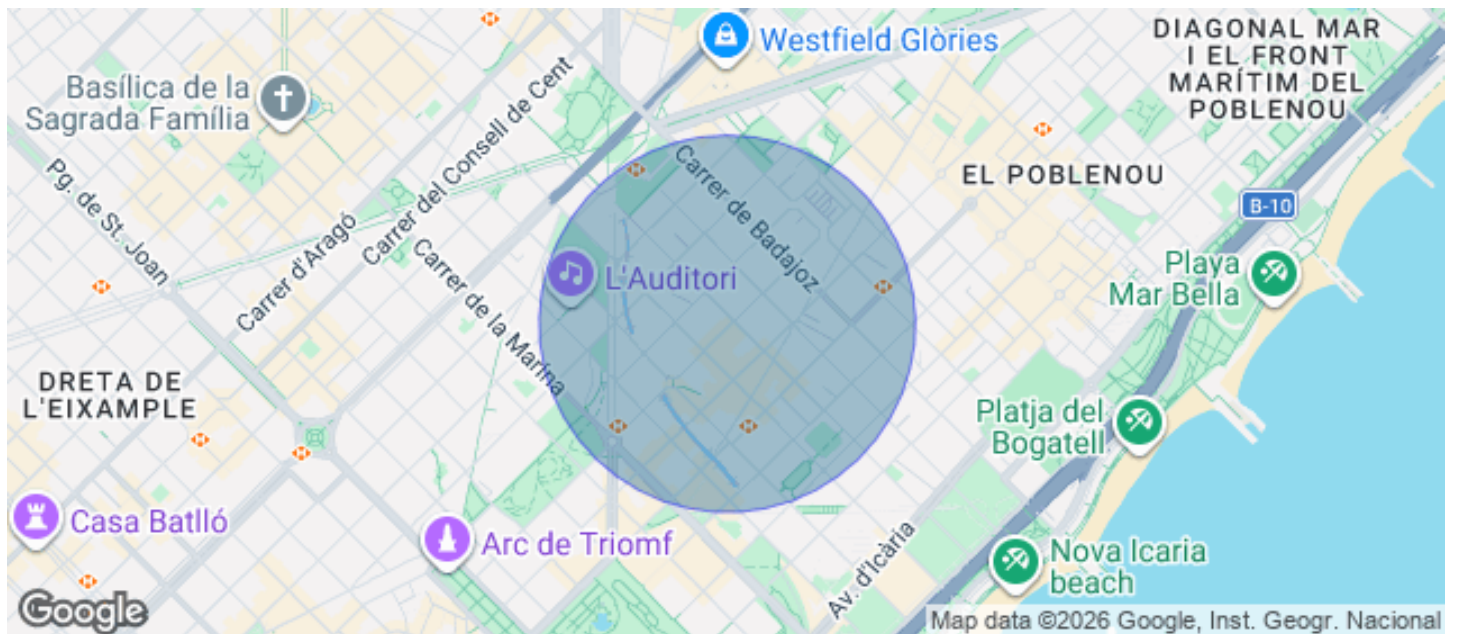 Westfield Glòries
DIAGONAL MAR
I EL FRONT
MARÍTIM DEL
POBLENOU
Basílica de la
Sagrada Família
Carrer del Consell de Cent
Pg. de St. Joan
Carrer de Badajoz
EL POBLENOU
B-10
Carrer d'Aragó
Carrer de la Marina
L'Auditori
Playa
Mar Bella
DRETA DE
L'EIXAMPLE
Platja del
Bogatell
Casa Batlló
Arc de Triomf
Av. d'Icària
Nova Icaria
beach
Google
Map data ©2026 Google, Inst. Geogr. Nacional